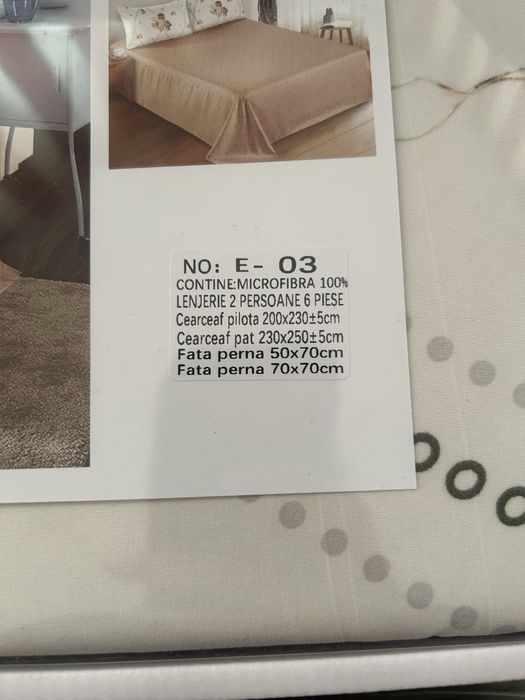 NO: E- 03
CONTINE:MICROFIBRA 100%
LENJERIE 2 PERSOANE 6 PIESE
Cearceaf pilota 200x230±5cm
Cearceaf pat 230x250±5cm
Fata perna 50x70cm
Fata perna 70x70cm